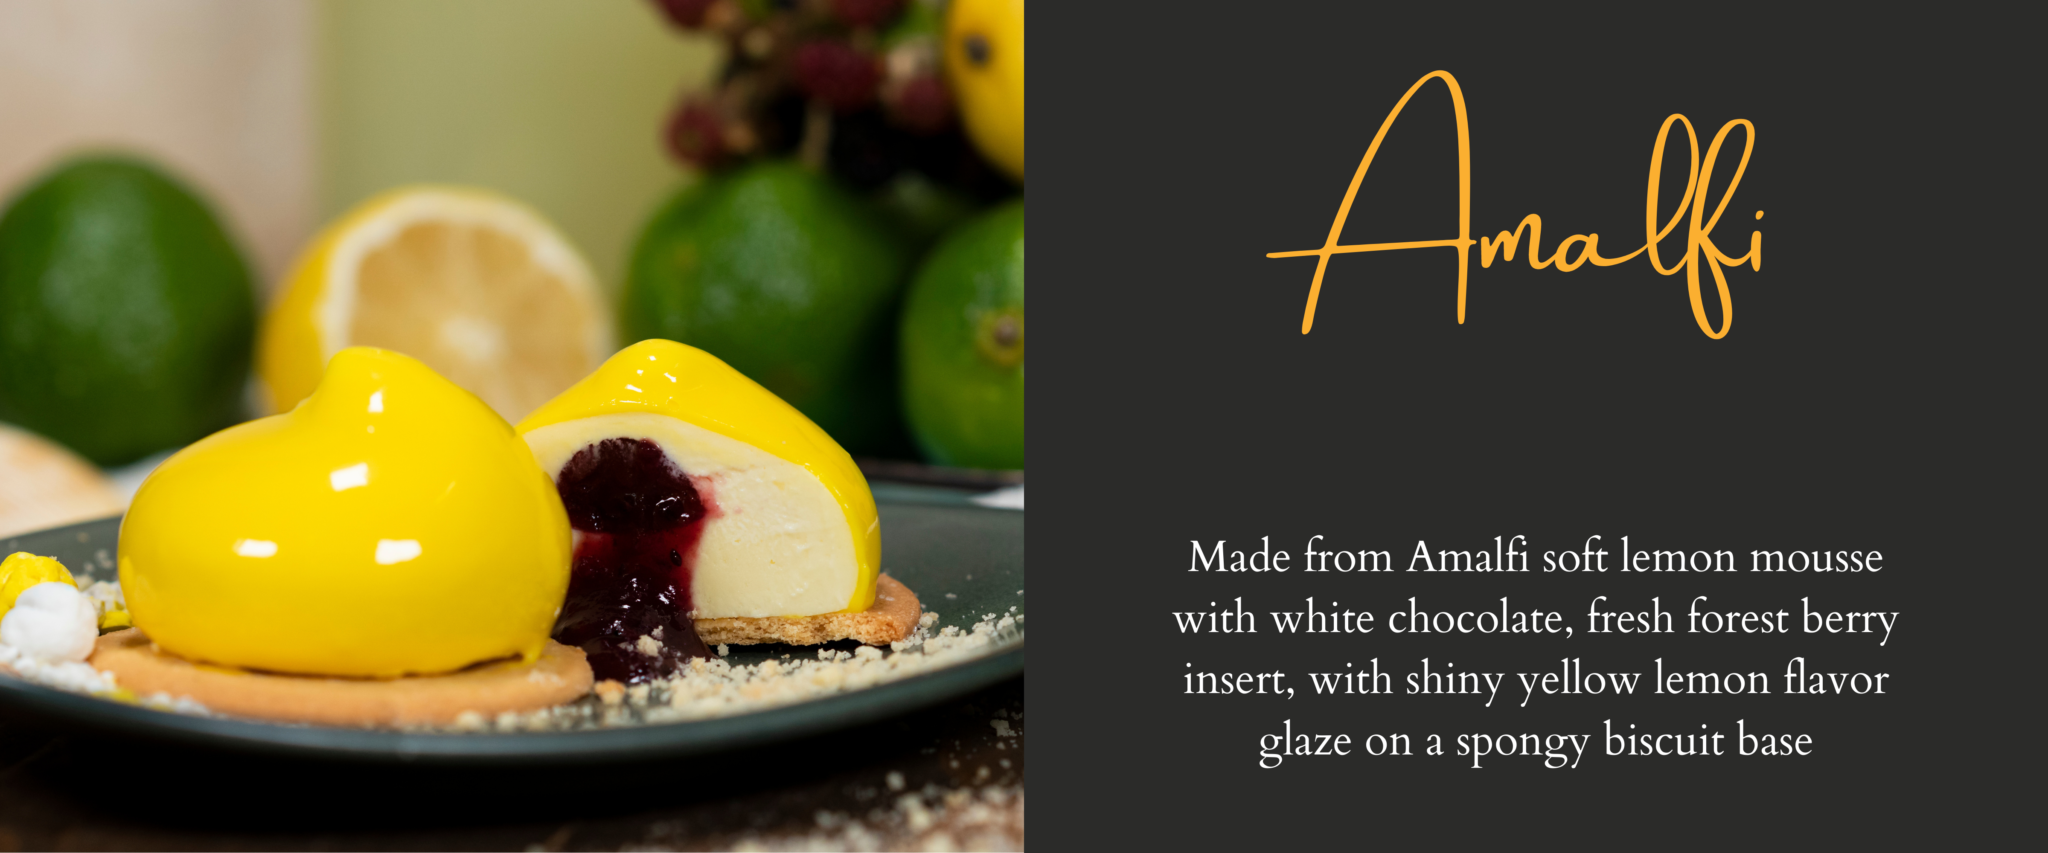 Amalfi
Made from Amalfi soft lemon mousse
with white chocolate, fresh forest berry
insert, with shiny yellow lemon flavor
glaze on a spongy biscuit base